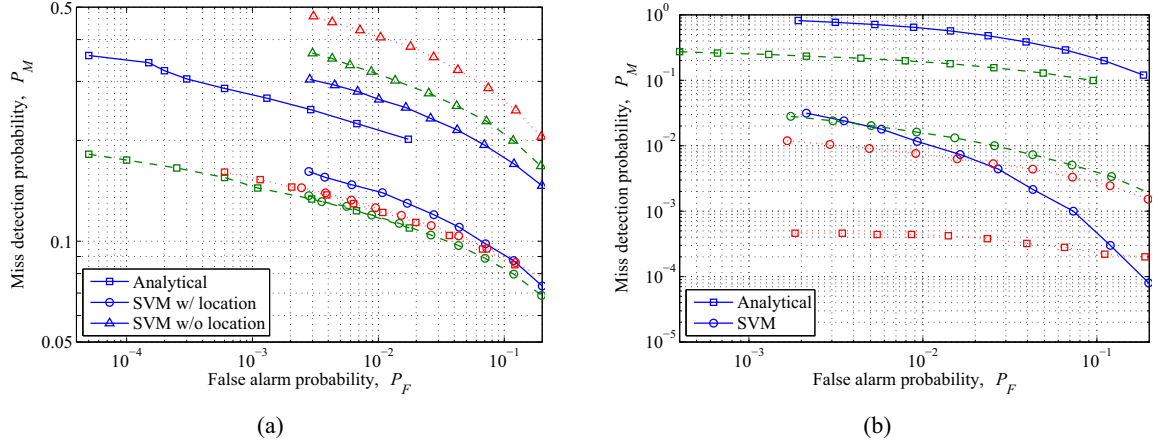 0.5
0.1
0.05
10⁻⁴
10⁻³
10⁻²
10⁻¹
Miss detection probability, P_M
False alarm probability, P_F
Analytical
SVM w/ location
SVM w/o location
(a)
10⁰
10⁻¹
10⁻²
10⁻³
10⁻⁴
10⁻⁵
10⁻³
10⁻²
10⁻¹
Miss detection probability, P_M
False alarm probability, P_F
Analytical
SVM
(b)